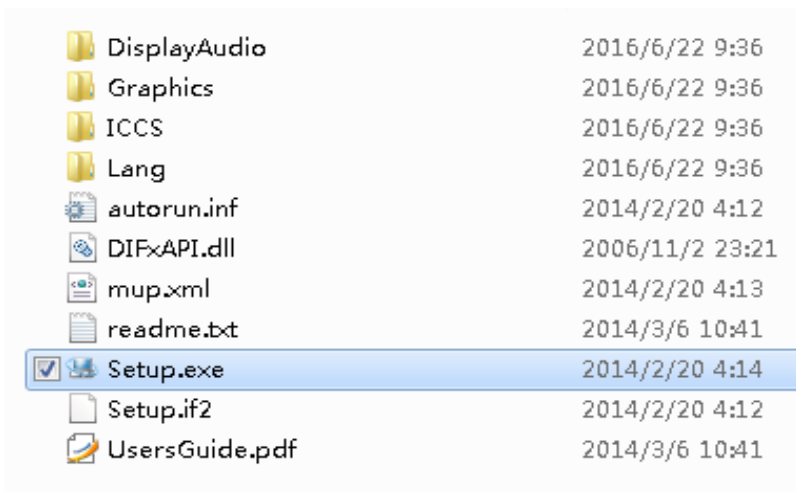 DisplayAudio 2016/6/22 9:36
Graphics 2016/6/22 9:36
ICCS 2016/6/22 9:36
Lang 2016/6/22 9:36
autorun.inf 2014/2/20 4:12
DIFxAPI.dll 2006/11/2 23:21
mup.xml 2014/2/20 4:13
readme.txt 2014/3/6 10:41
Setup.exe 2014/2/20 4:14
Setup.if2 2014/2/20 4:12
UsersGuide.pdf 2014/3/6 10:41